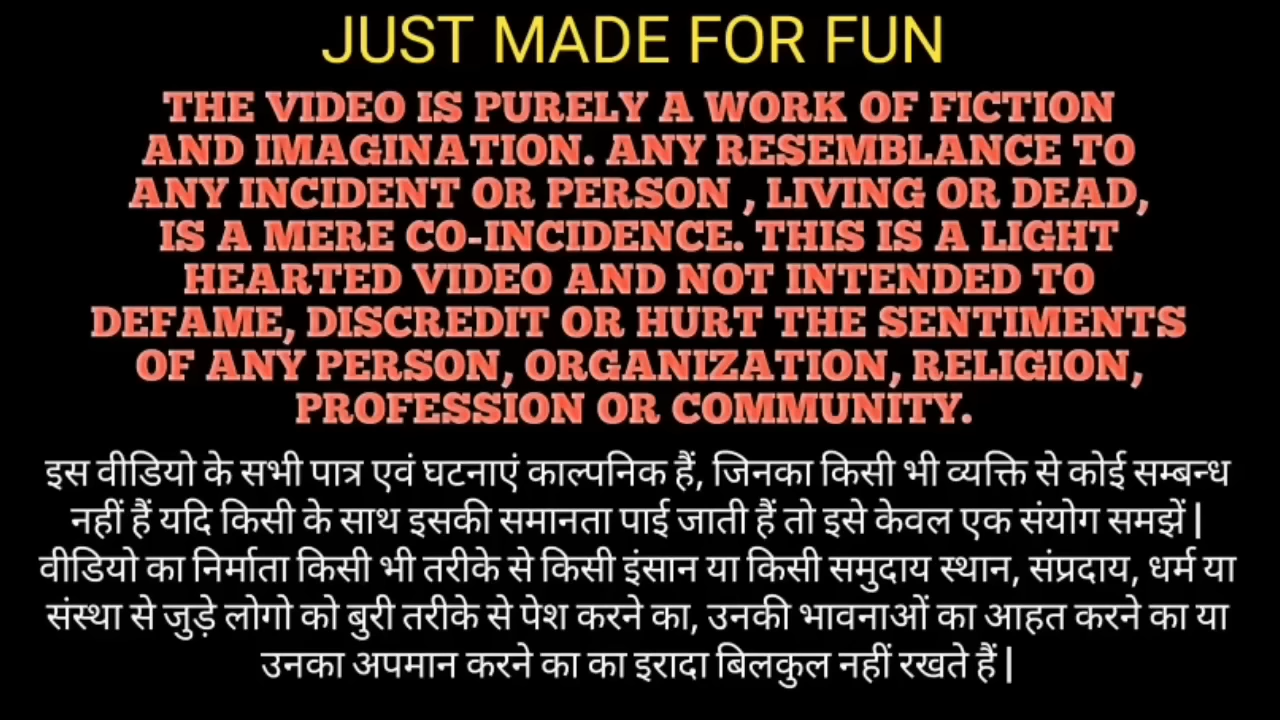 JUST MADE FOR FUN
THE VIDEO IS PURELY A WORK OF FICTION
AND IMAGINATION. ANY RESEMBLANCE TO
ANY INCIDENT OR PERSON , LIVING OR DEAD,
IS A MERE CO-INCIDENCE. THIS IS A LIGHT
HEARTED VIDEO AND NOT INTENDED TO
DEFAME, DISCREDIT OR HURT THE SENTIMENTS
OF ANY PERSON, ORGANIZATION, RELIGION,
PROFESSION OR COMMUNITY.
इस वीडियो के सभी पात्र एवं घटनाएं काल्पनिक हैं, जिनका किसी भी व्यक्ति से कोई सम्बन्ध
नहीं हैं यदि किसी के साथ इसकी समानता पाई जाती हैं तो इसे केवल एक संयोग समझें |
वीडियो का निर्माता किसी भी तरीके से किसी इंसान या किसी समुदाय स्थान, संप्रदाय, धर्म या
संस्था से जुड़े लोगो को बुरी तरीके से पेश करने का, उनकी भावनाओं का आहत करने का या
उनका अपमान करने का का इरादा बिलकुल नहीं रखते हैं |